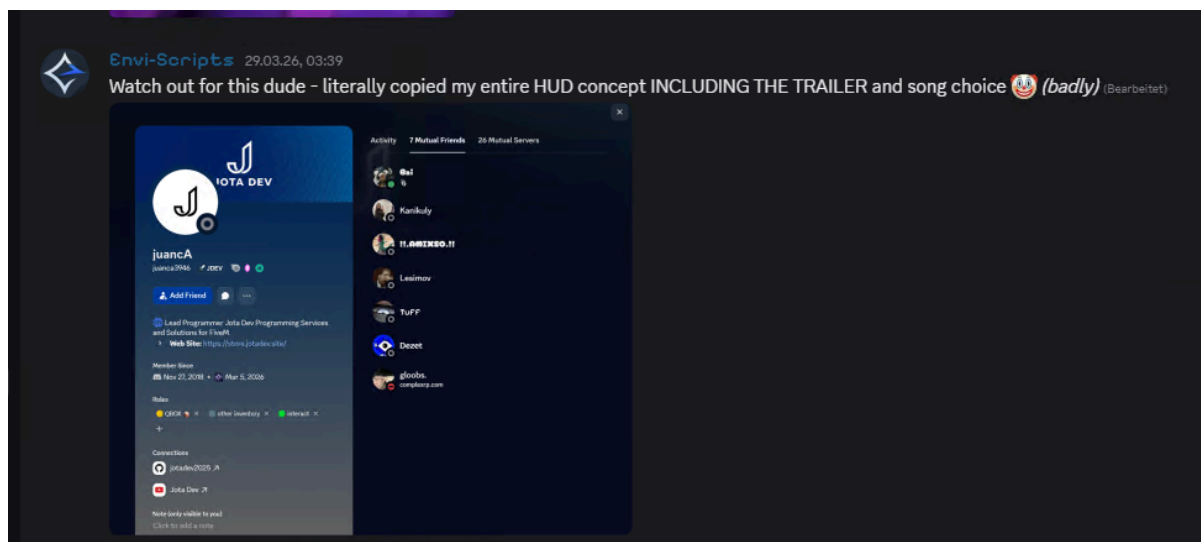 Envi-Scripts 29.03.26, 03:39
Watch out for this dude - literally copied my entire HUD concept INCLUDING THE TRAILER and song choice 🤡 (badly) (Bearbeitet)
JOTA DEV
juancA
juanca3946 JDEV
Add Friend
Lead Programmer Jota Dev Programming Services
and Solutions for FiveM
Web Site: https://store.jotadev.site/
Member Since
Nov 27, 2018 • Mar 5, 2026
Roles
QBOX × other inventory × interact ×
+
Connections
jotadev2025
Jota Dev
Note (only visible to you)
Click to add a note
Activity 7 Mutual Friends 26 Mutual Servers
Kanikuly
!!.AMIXSO.!!
Lesimov
TUFF
Dezet
gloobs.